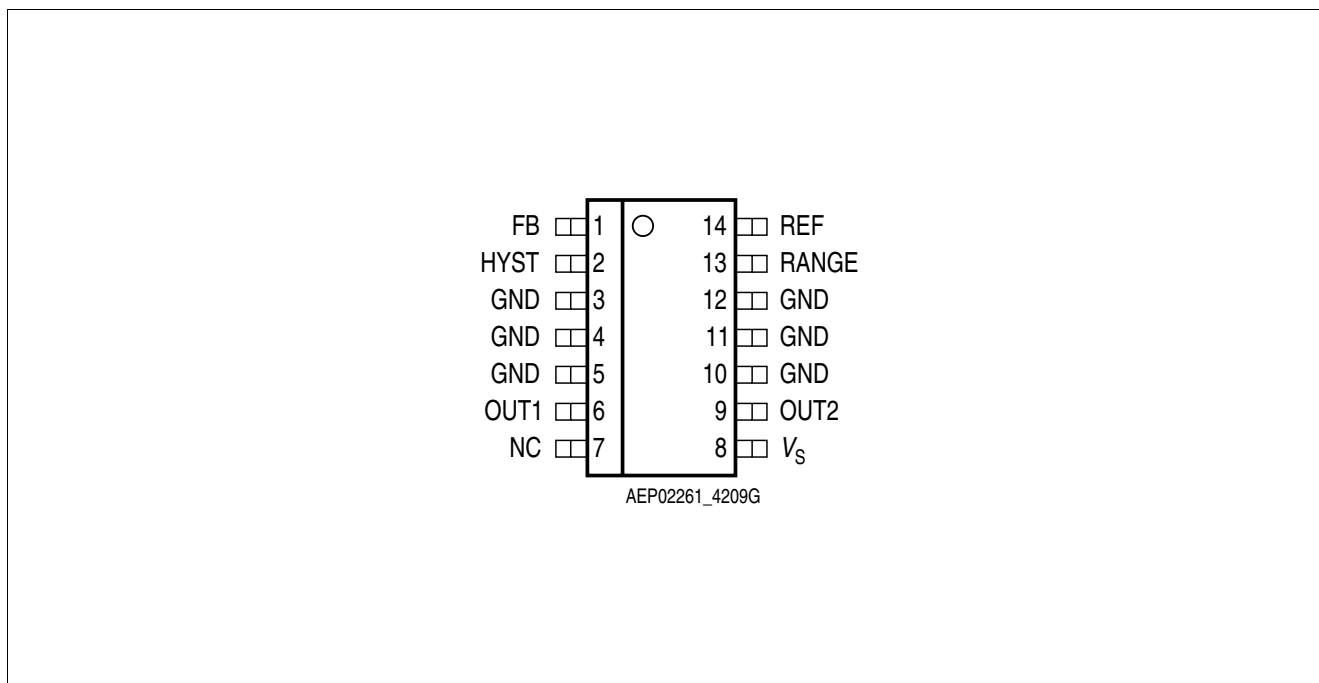 FB 1 14 REF
HYST 2 13 RANGE
GND 3 12 GND
GND 4 11 GND
GND 5 10 GND
OUT1 6 9 OUT2
NC 7 8 VS
AEP02261_4209G